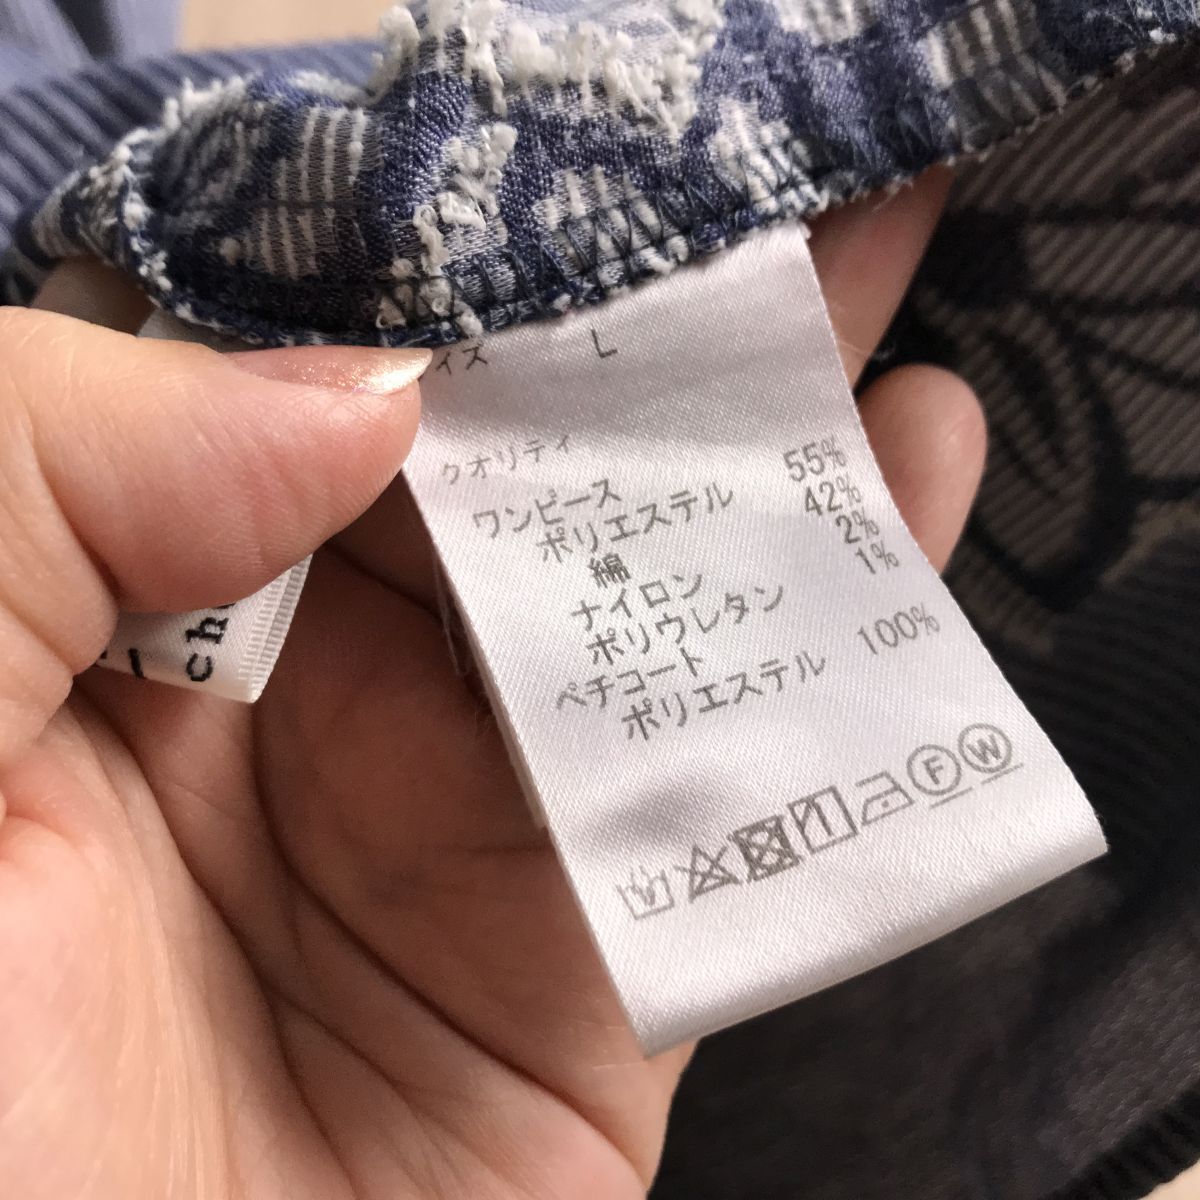 イズ L
クオリティ
ワンピース
ポリエステル 55%
綿 42%
ナイロン 2%
ポリウレタン 1%
ペチコート
ポリエステル 100%
F W
ch